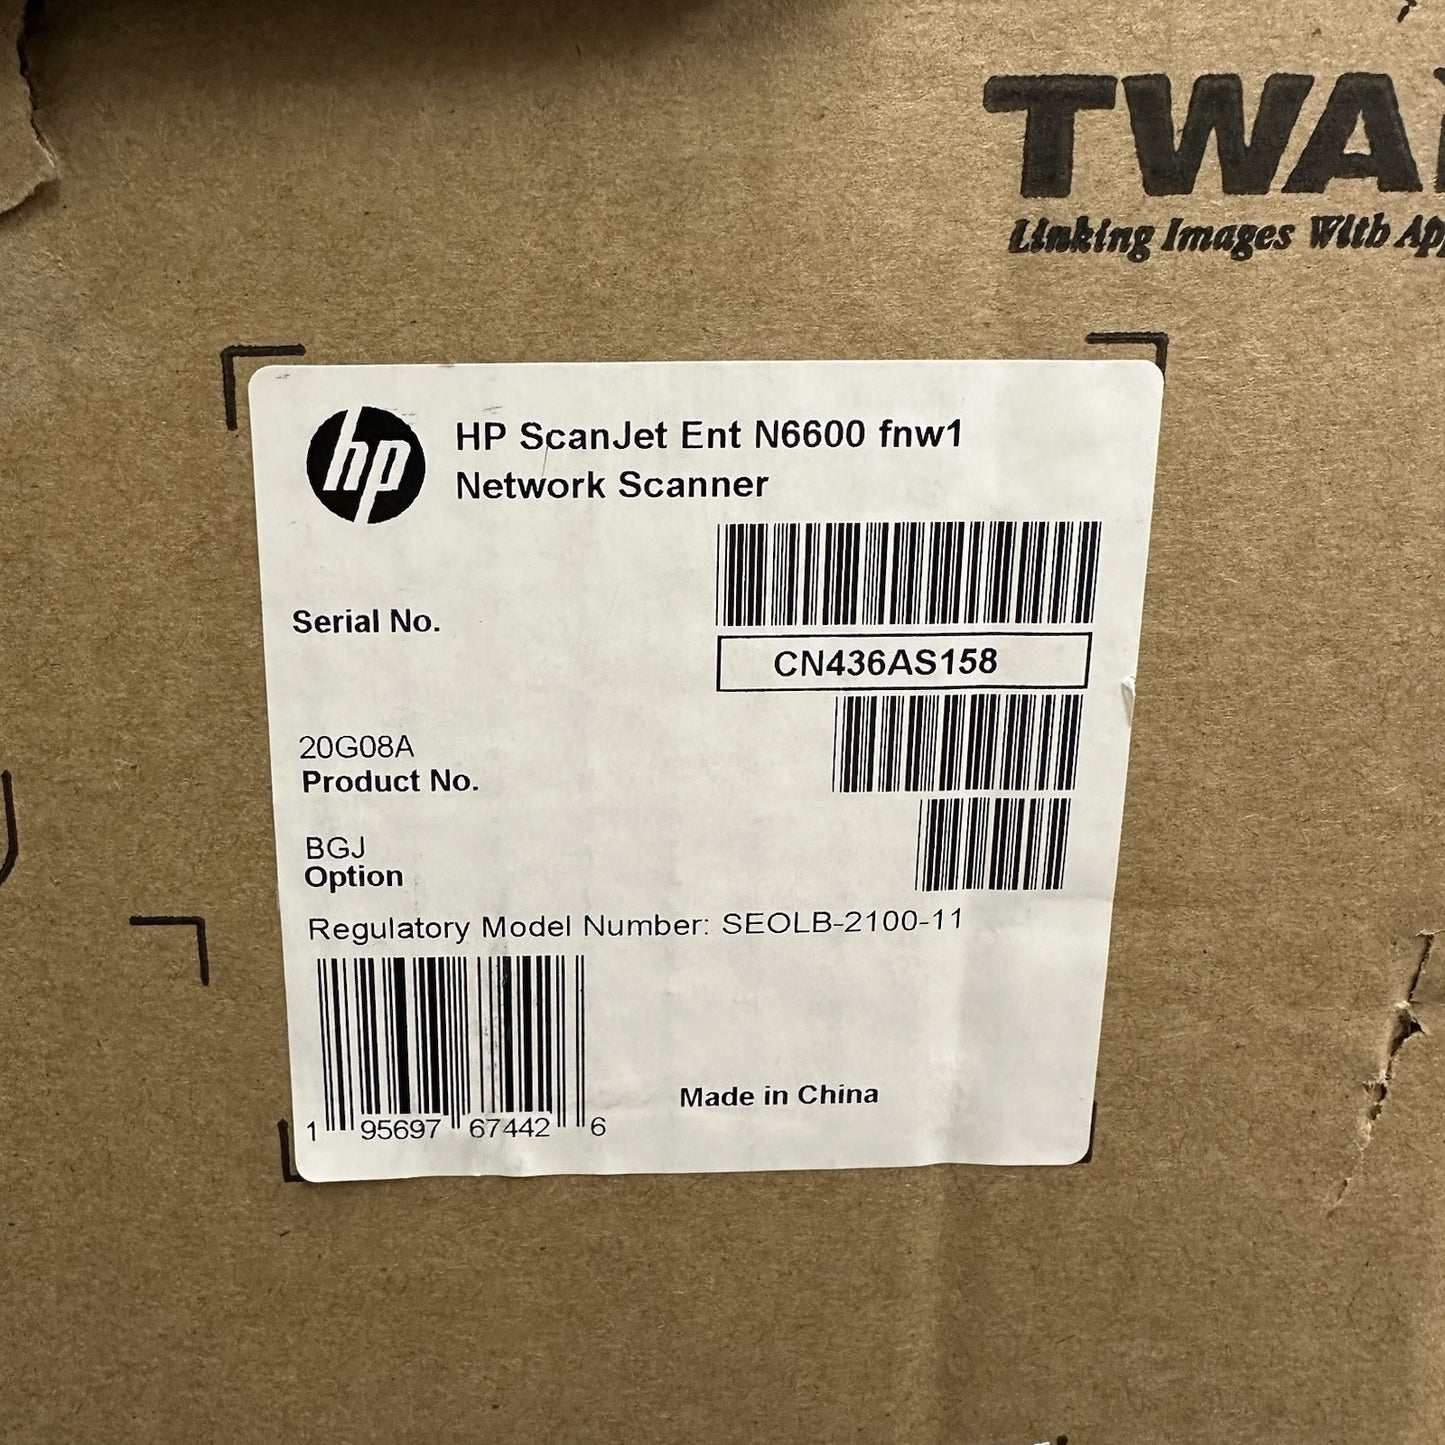 TWA
Linking Images With
hp
HP ScanJet Ent N6600 fnw1
Network Scanner
Serial No.
CN436AS158
20G08A
Product No.
BGJ
Option
Regulatory Model Number: SEOLB-2100-11
1 95697 67442 6
Made in China